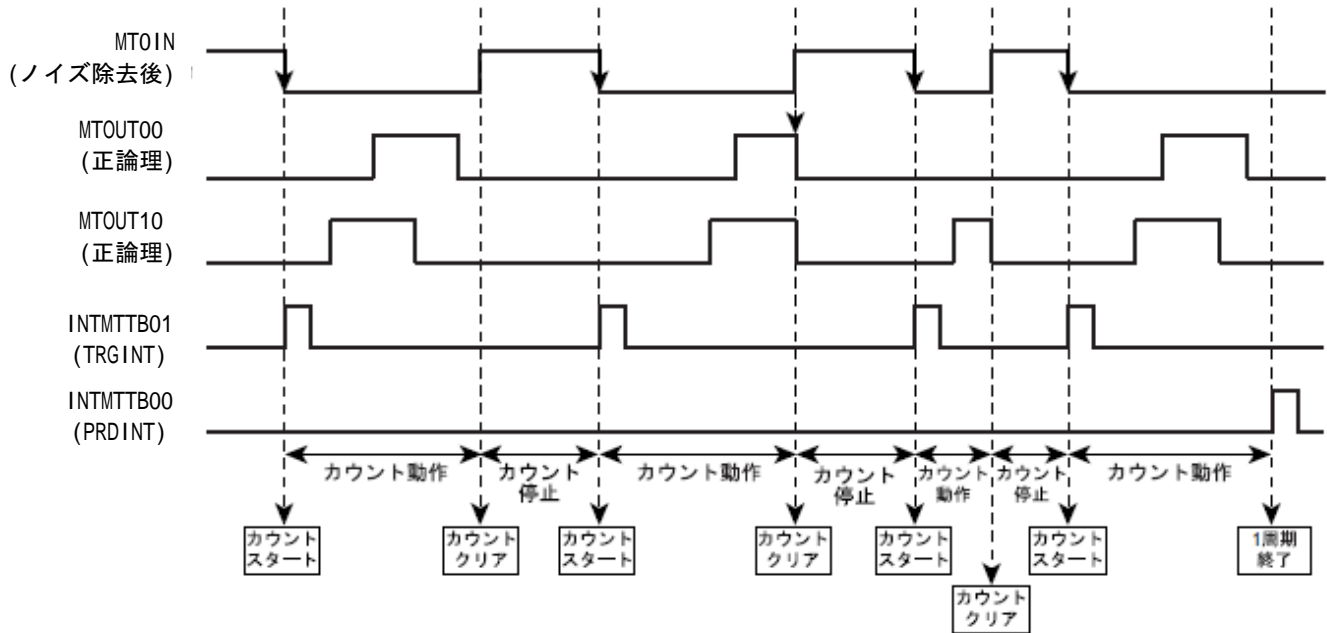 MT0IN
(ノイズ除去後)
MTOUT00
(正論理)
MTOUT10
(正論理)
INTMTTB01
(TRGINT)
INTMTTB00
(PRDINT)
カウント動作
カウント
停止
カウント動作
カウント
停止
カウント
動作
カウント
停止
カウント動作
カウント
スタート
カウント
クリア
カウント
スタート
カウント
クリア
カウント
スタート
カウント
スタート
1周期
終了
カウント
クリア